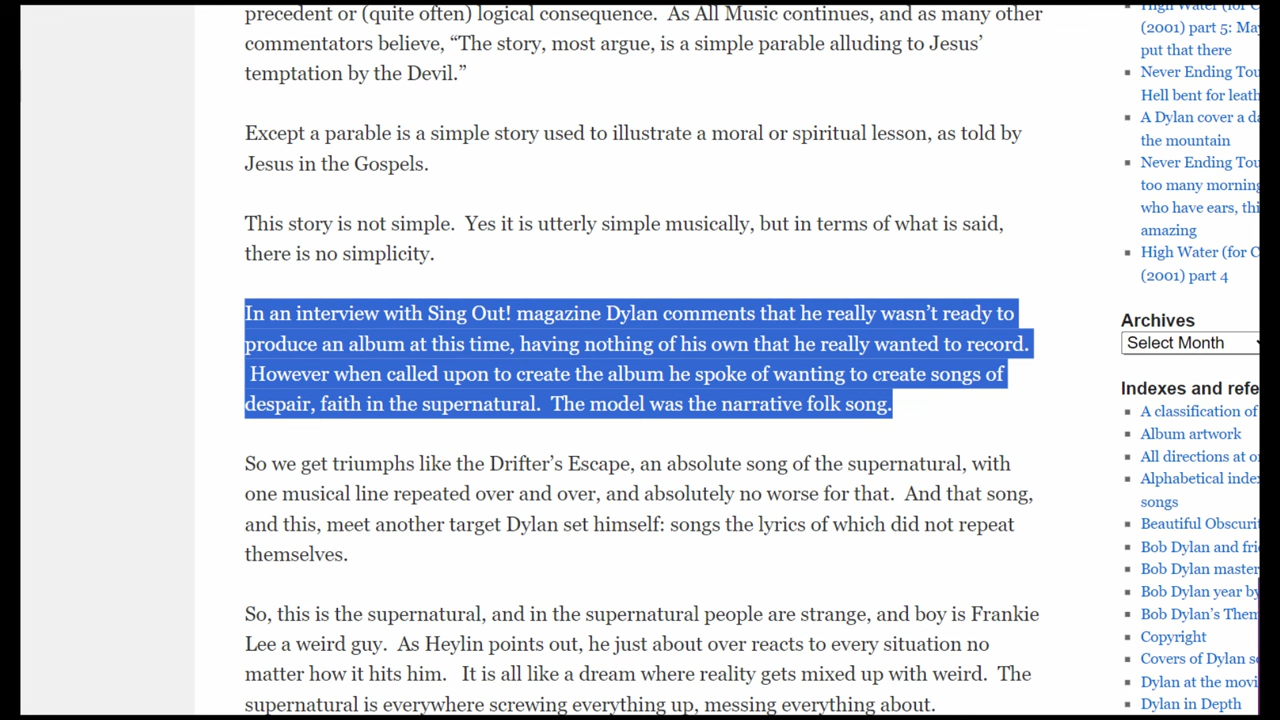 precedent or (quite often) logical consequence.  As All Music continues, and as many other
commentators believe, “The story, most argue, is a simple parable alluding to Jesus’
temptation by the Devil.”
Except a parable is a simple story used to illustrate a moral or spiritual lesson, as told by
Jesus in the Gospels.
This story is not simple.  Yes it is utterly simple musically, but in terms of what is said,
there is no simplicity.
In an interview with Sing Out! magazine Dylan comments that he really wasn’t ready to
produce an album at this time, having nothing of his own that he really wanted to record.
However when called upon to create the album he spoke of wanting to create songs of
despair, faith in the supernatural.  The model was the narrative folk song.
So we get triumphs like the Drifter’s Escape, an absolute song of the supernatural, with
one musical line repeated over and over, and absolutely no worse for that.  And that song,
and this, meet another target Dylan set himself: songs the lyrics of which did not repeat
themselves.
So, this is the supernatural, and in the supernatural people are strange, and boy is Frankie
Lee a weird guy.  As Heylin points out, he just about over reacts to every situation no
matter how it hits him.   It is all like a dream where reality gets mixed up with weird.  The
supernatural is everywhere screwing everything up, messing everything about.
High Water (for C
(2001) part 5: May
put that there
Never Ending Tou
Hell bent for leath
A Dylan cover a da
the mountain
Never Ending Tou
too many morning
who have ears, thi
amazing
High Water (for C
(2001) part 4
Archives
Select Month
Indexes and refe
A classification of
Album artwork
All directions at o
Alphabetical index
songs
Beautiful Obscurit
Bob Dylan and frie
Bob Dylan master
Bob Dylan year by
Bob Dylan’s Them
Copyright
Covers of Dylan so
Dylan at the movi
Dylan in Depth